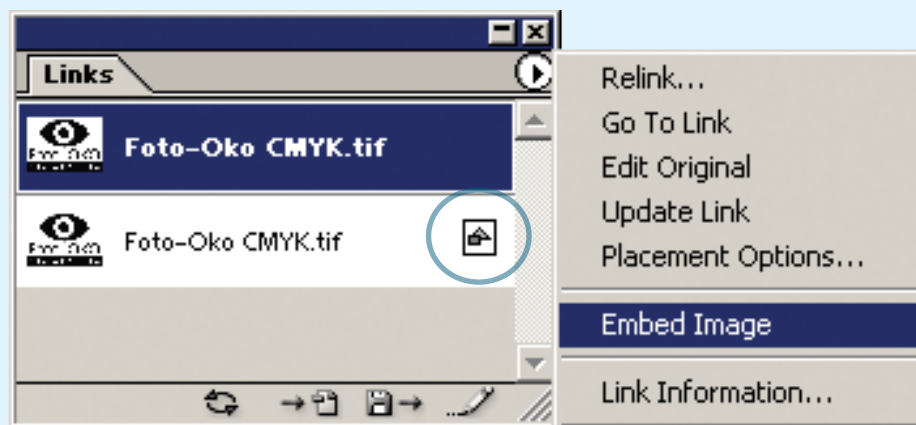 Links
Foto-Oko CMYK.tif
Foto-Oko CMYK.tif
Relink...
Go To Link
Edit Original
Update Link
Placement Options...
Embed Image
Link Information...